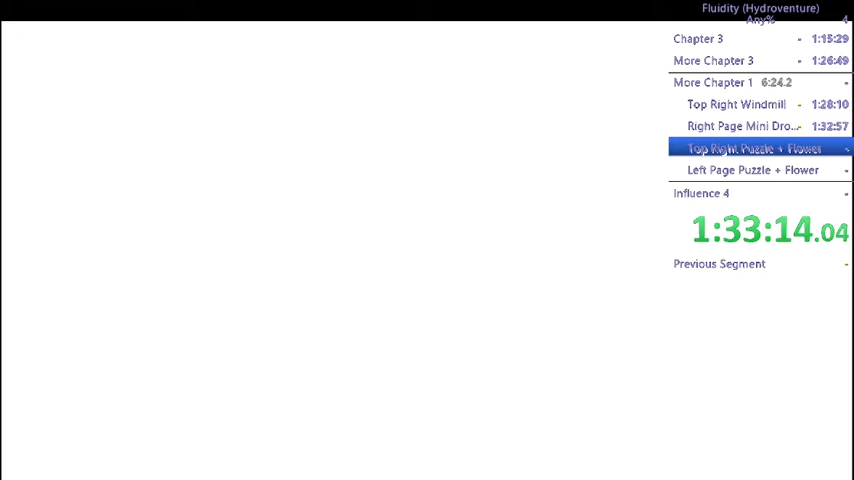 Fluidity (Hydroventure)
Any% 4
Chapter 3 - 1:15:29
More Chapter 3 - 1:26:49
More Chapter 1 6:24.2 -
Top Right Windmill - 1:28:10
Right Page Mini Dro... - 1:32:57
Top Right Puzzle + Flower -
Left Page Puzzle + Flower -
Influence 4 -
1:33:14.04
Previous Segment -